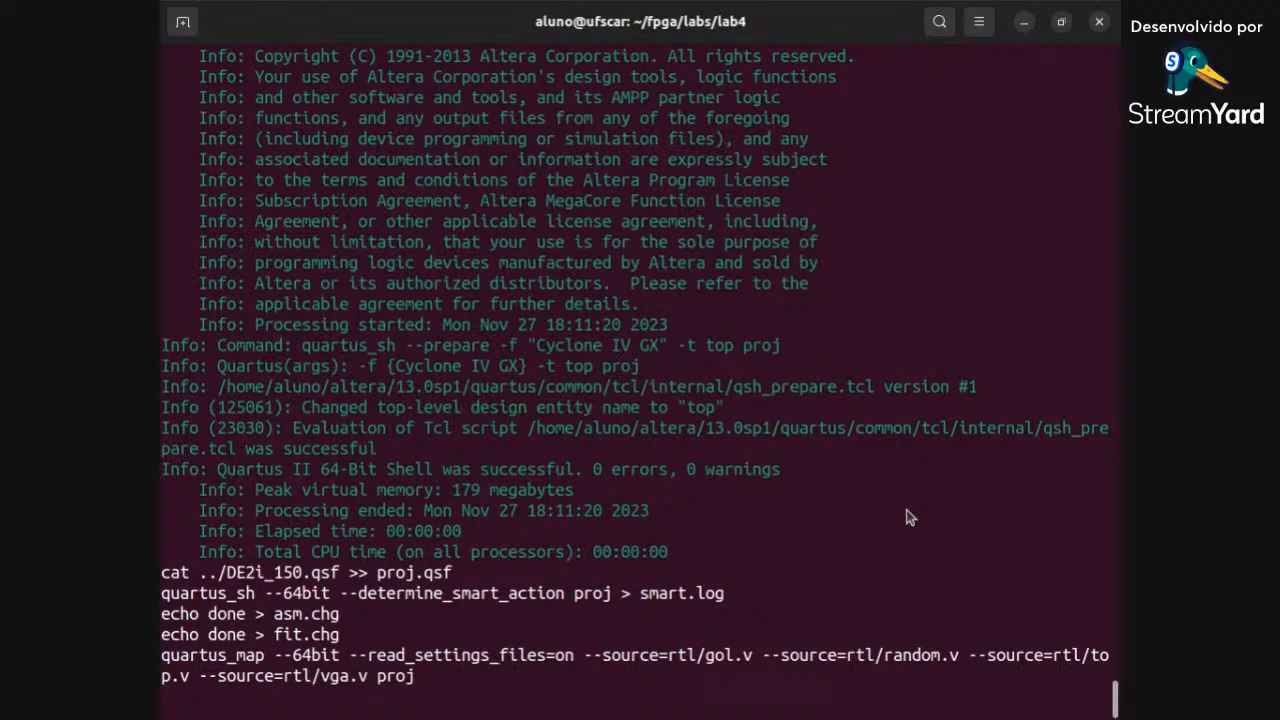 aluno@ufscar: ~/fpga/labs/lab4
Desenvolvido por
S
StreamYard
Info: Copyright (C) 1991-2013 Altera Corporation. All rights reserved.
Info: Your use of Altera Corporation's design tools, logic functions
Info: and other software and tools, and its AMPP partner logic
Info: functions, and any output files from any of the foregoing
Info: (including device programming or simulation files), and any
Info: associated documentation or information are expressly subject
Info: to the terms and conditions of the Altera Program License
Info: Subscription Agreement, Altera MegaCore Function License
Info: Agreement, or other applicable license agreement, including,
Info: without limitation, that your use is for the sole purpose of
Info: programming logic devices manufactured by Altera and sold by
Info: Altera or its authorized distributors.  Please refer to the
Info: applicable agreement for further details.
Info: Processing started: Mon Nov 27 18:11:20 2023
Info: Command: quartus_sh --prepare -f "Cyclone IV GX" -t top proj
Info: Quartus(args): -f {Cyclone IV GX} -t top proj
Info: /home/aluno/altera/13.0sp1/quartus/common/tcl/internal/qsh_prepare.tcl version #1
Info (125061): Changed top-level design entity name to "top"
Info (23030): Evaluation of Tcl script /home/aluno/altera/13.0sp1/quartus/common/tcl/internal/qsh_pre
pare.tcl was successful
Info: Quartus II 64-Bit Shell was successful. 0 errors, 0 warnings
Info: Peak virtual memory: 179 megabytes
Info: Processing ended: Mon Nov 27 18:11:20 2023
Info: Elapsed time: 00:00:00
Info: Total CPU time (on all processors): 00:00:00
cat ../DE2i_150.qsf >> proj.qsf
quartus_sh --64bit --determine_smart_action proj > smart.log
echo done > asm.chg
echo done > fit.chg
quartus_map --64bit --read_settings_files=on --source=rtl/gol.v --source=rtl/random.v --source=rtl/to
p.v --source=rtl/vga.v proj